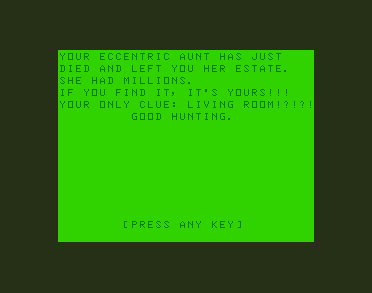 YOUR ECCENTRIC AUNT HAS JUST
DIED AND LEFT YOU HER ESTATE.
SHE HAD MILLIONS.
IF YOU FIND IT, IT'S YOURS!!!
YOUR ONLY CLUE: LIVING ROOM!?!?!
GOOD HUNTING.
[PRESS ANY KEY]